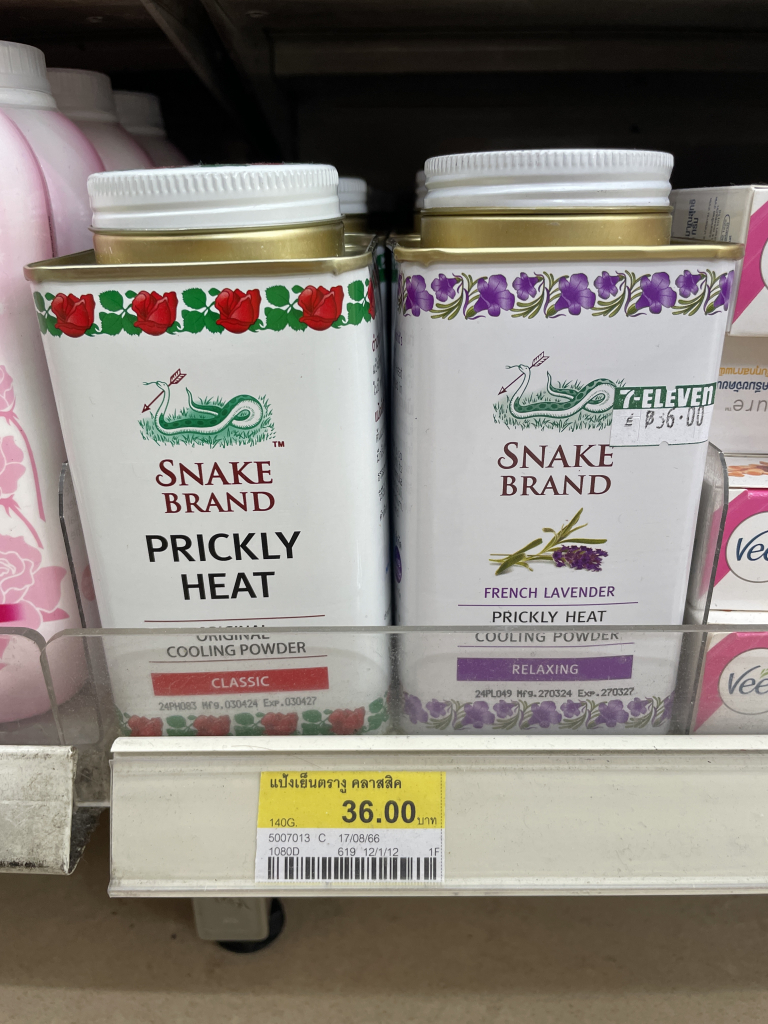 SNAKE
BRAND
PRICKLY
HEAT
ORIGINAL
COOLING POWDER
CLASSIC
24PH083 Mfg.030424 Exp.030427
TM
7-ELEVEN
฿36.00
SNAKE
BRAND
FRENCH LAVENDER
PRICKLY HEAT
COOLING POWDER
RELAXING
24PL049 Mfg.270324 Exp.270327
Vee
Vee
แป้งเย็นตรางู คลาสสิค
140G. 36.00 บาท
5007013 C 17/08/66
1080D 619 12/1/12 1F